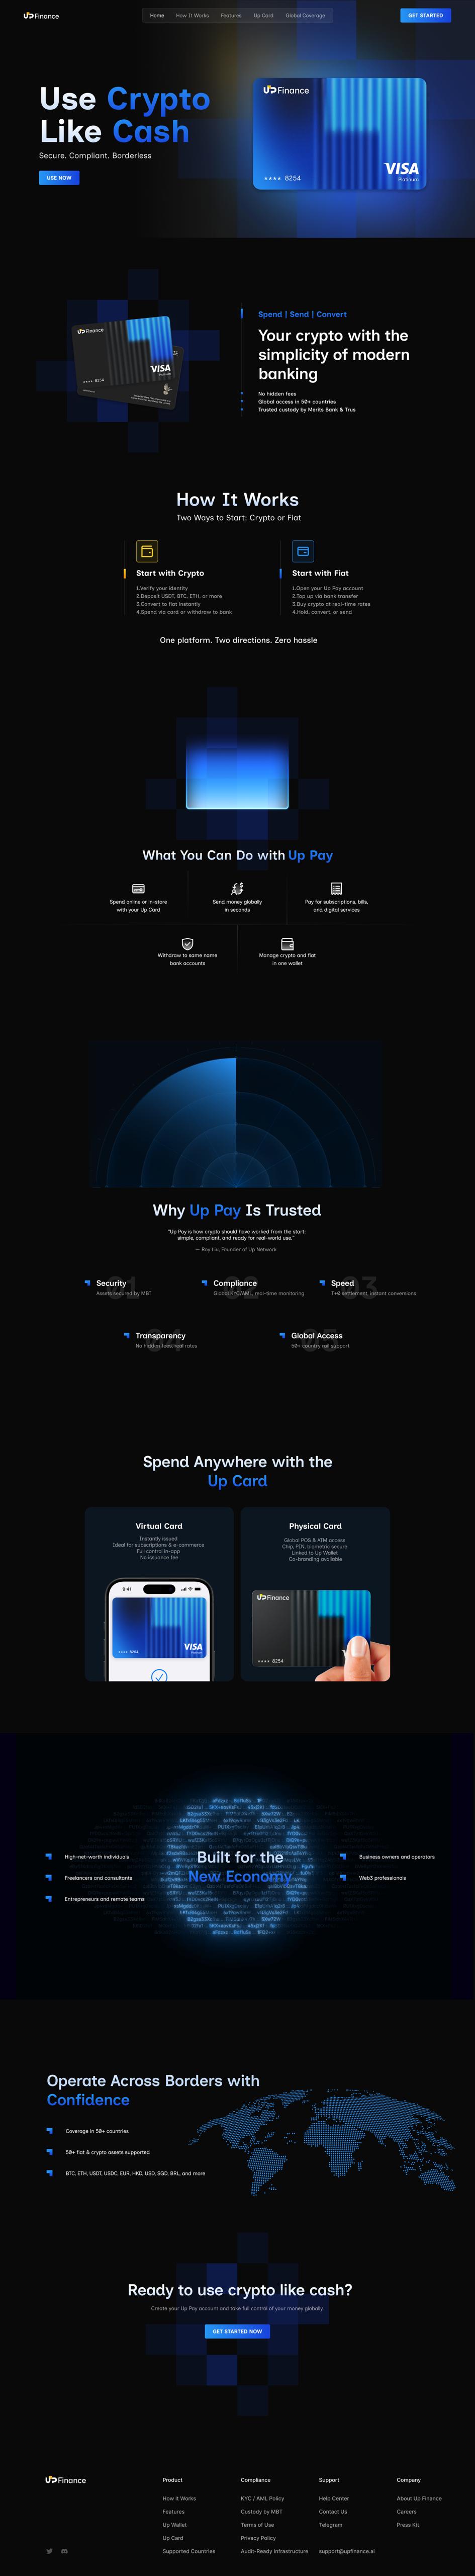 UP Finance
Home
How It Works
Features
Up Card
Global Coverage
GET STARTED
Use Crypto
Like Cash
Secure. Compliant. Borderless
USE NOW
UP Finance
8254
VISA
Platinum
Spend | Send | Convert
Your crypto with the
simplicity of modern
banking
No hidden fees
Global access in 50+ countries
Trusted custody by Merits Bank & Trus
UP Finance
8254
VISA
How It Works
Two Ways to Start: Crypto or Fiat
Start with Crypto
1.Verify your identity
2.Deposit USDT, BTC, ETH, or more
3.Convert to fiat instantly
4.Spend via card or withdraw to bank
Start with Fiat
1.Open your Up Pay account
2.Top up via bank transfer
3.Buy crypto at real-time rates
4.Hold, convert, or send
One platform. Two directions. Zero hassle
What You Can Do with Up Pay
Spend online or in-store
with your Up Card
Send money globally
in seconds
Pay for subscriptions, bills,
and digital services
Withdraw to same name
bank accounts
Manage crypto and fiat
in one wallet
Why Up Pay Is Trusted
"Up Pay is how crypto should have worked from the start:
simple, compliant, and ready for real-world use."
— Ray Liu, Founder of Up Network
01
Security
Assets secured by MBT
02
Compliance
Global KYC/AML, real-time monitoring
03
Speed
T+0 settlement, instant conversions
04
Transparency
No hidden fees, real rates
05
Global Access
50+ country opt support
Spend Anywhere with the
Up Card
Virtual Card
Instantly issued
Ideal for subscriptions & e-commerce
Full control in-app
No issuance fee
9:41
8254
VISA
Platinum
Physical Card
Global POS & ATM access
Chip, PIN, biometric secure
Linked to Up Wallet
Co-branding available
UP Finance
8254
Built for the
New Economy
High-net-worth individuals
Freelancers and consultants
Entrepreneurs and remote teams
Business owners and operators
Web3 professionals
Operate Across Borders with
Confidence
Coverage in 50+ countries
50+ fiat & crypto assets supported
BTC, ETH, USDT, USDC, EUR, HKD, USD, SGD, BRL, and more
Ready to use crypto like cash?
Create your Up Pay account and take full control of your money globally.
GET STARTED NOW
UP Finance
Product
How It Works
Features
Up Wallet
Up Card
Supported Countries
Compliance
KYC / AML Policy
Custody by MBT
Terms of Use
Privacy Policy
Audit-Ready Infrastructure
Support
Help Center
Contact Us
Telegram
support@upfinance.ai
Company
About Up Finance
Careers
Press Kit